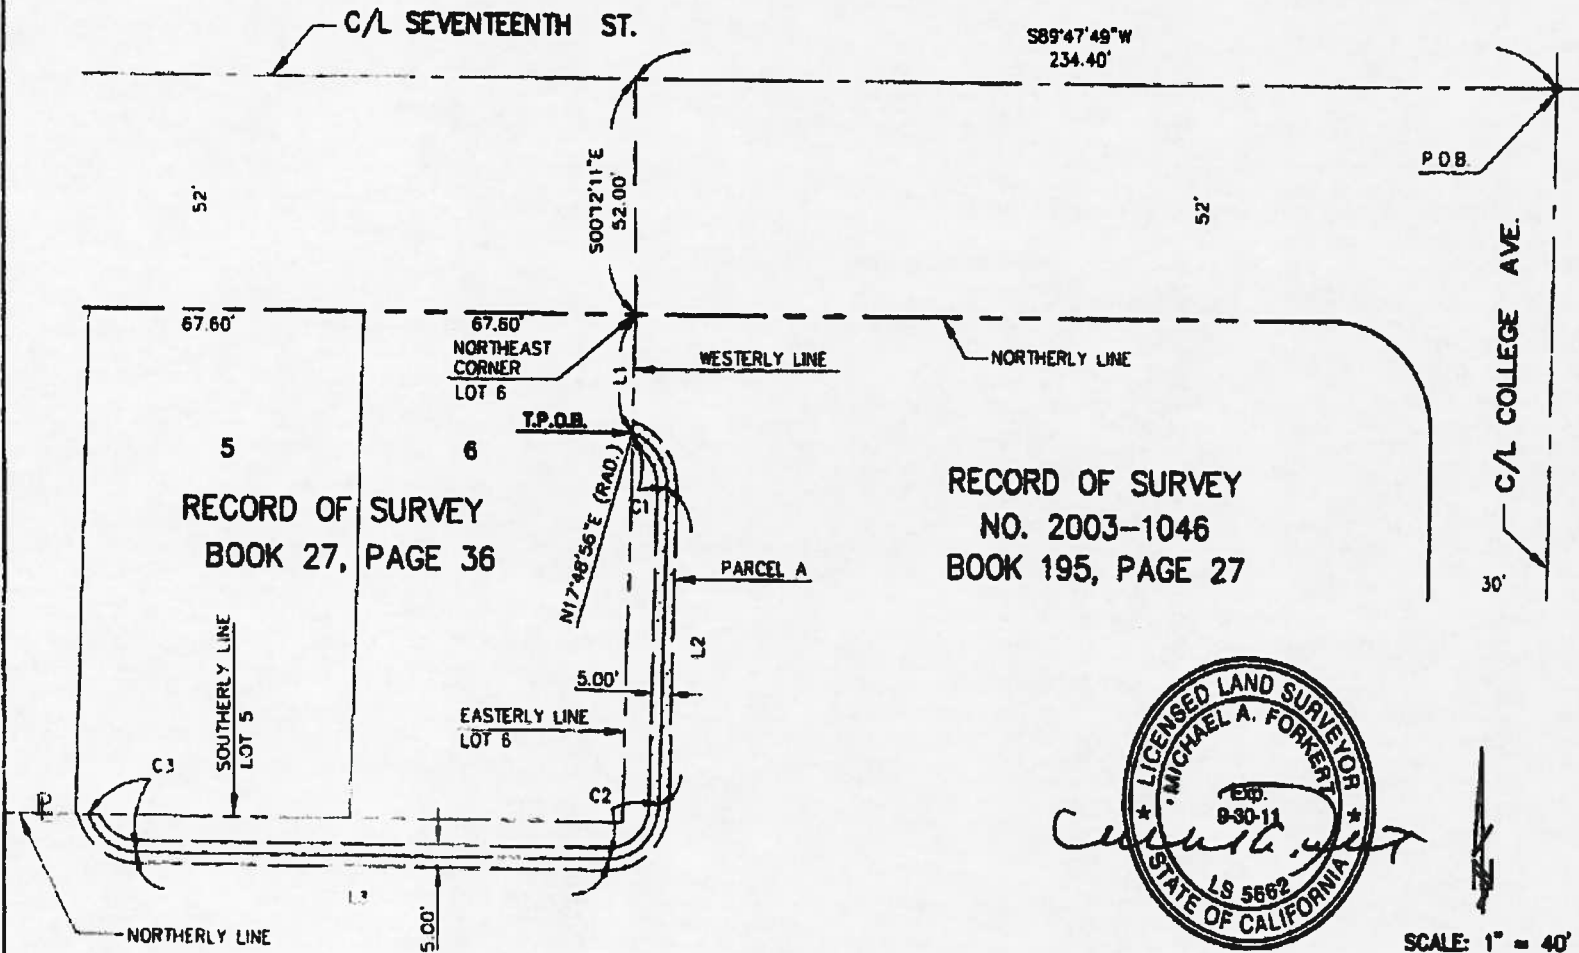 C/L SEVENTEENTH ST.
S89°47'49"W
234.40'
P O B.
S00°12'11"E
52.00'
52'
52'
C/L COLLEGE AVE.
67.60'
67.60'
NORTHEAST
CORNER
LOT 6
L1
WESTERLY LINE
NORTHERLY LINE
T.P.O.B.
5
6
N17°48'56"E (RAD.)
C1
RECORD OF SURVEY
BOOK 27, PAGE 36
RECORD OF SURVEY
NO. 2003-1046
BOOK 195, PAGE 27
PARCEL A
30'
SOUTHERLY LINE
LOT 5
L2
5.00'
EASTERLY LINE
LOT 6
C3
C2
L3
5.00'
NORTHERLY LINE
LICENSED LAND SURVEYOR
MICHAEL A. FORKERT
Exp.
9-30-11
LS 5662
STATE OF CALIFORNIA
SCALE: 1" = 40'